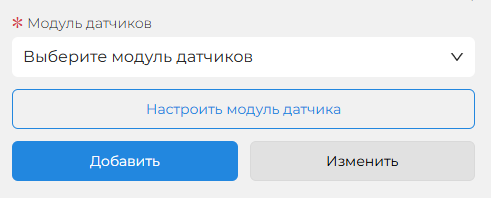 * Модуль датчиков
Выберите модуль датчиков
Настроить модуль датчика
Добавить
Изменить